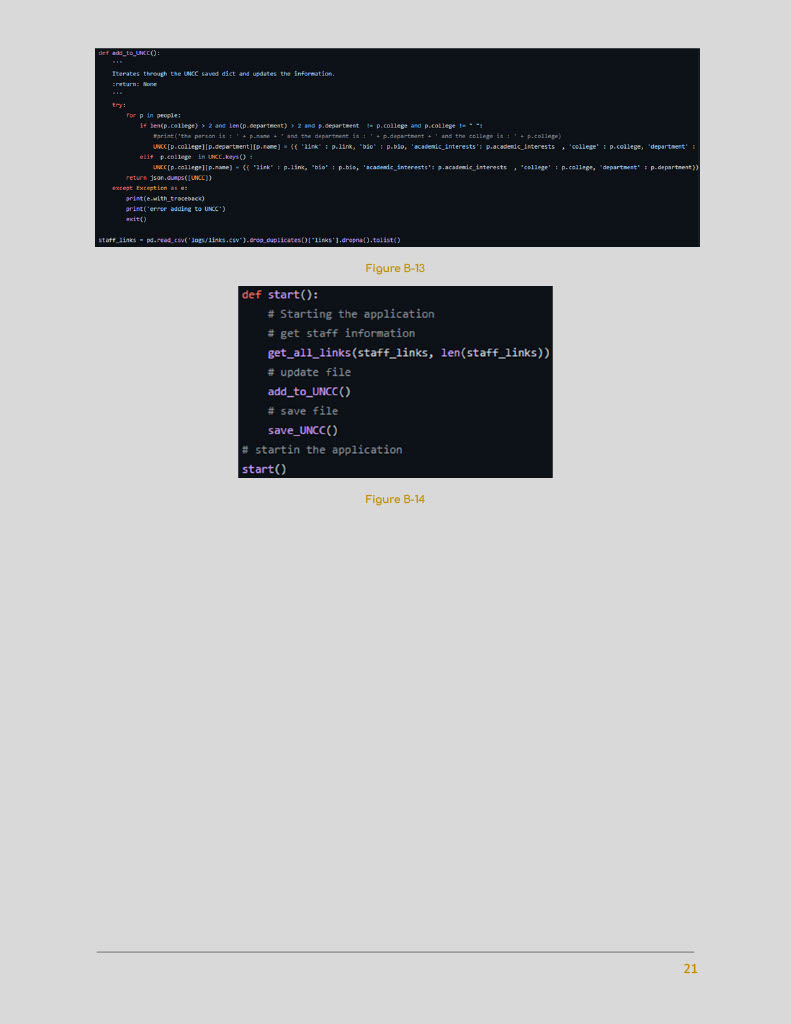 def add_to_UNCC():
'''
Iterates through the UNCC saved dict and updates the information.
:return: None
'''
try:
for p in people:
if len(p.college) > 2 and len(p.department) > 2 and p.department != p.college and p.college != " ":
#print('the person is : ' + p.name + ' and the department is : ' + p.department + ' and the college is : ' + p.college)
UNCC[p.college][p.department][p.name] = ({ 'link' : p.link, 'bio' : p.bio, 'academic_interests': p.academic_interests , 'college' : p.college, 'department' :
elif p.college in UNCC.keys() :
UNCC[p.college][p.name] = ({ 'link' : p.link, 'bio' : p.bio, 'academic_interests': p.academic_interests , 'college' : p.college, 'department' : p.department})
return json.dumps([UNCC])
except Exception as e:
print(e.with_traceback)
print('error adding to UNCC')
exit()
staff_links = pd.read_csv('logs/links.csv').drop_duplicates()['links'].dropna().tolist()
Figure B-13
def start():
# Starting the application
# get staff information
get_all_links(staff_links, len(staff_links))
# update file
add_to_UNCC()
# save file
save_UNCC()
# startin the application
start()
Figure B-14
21